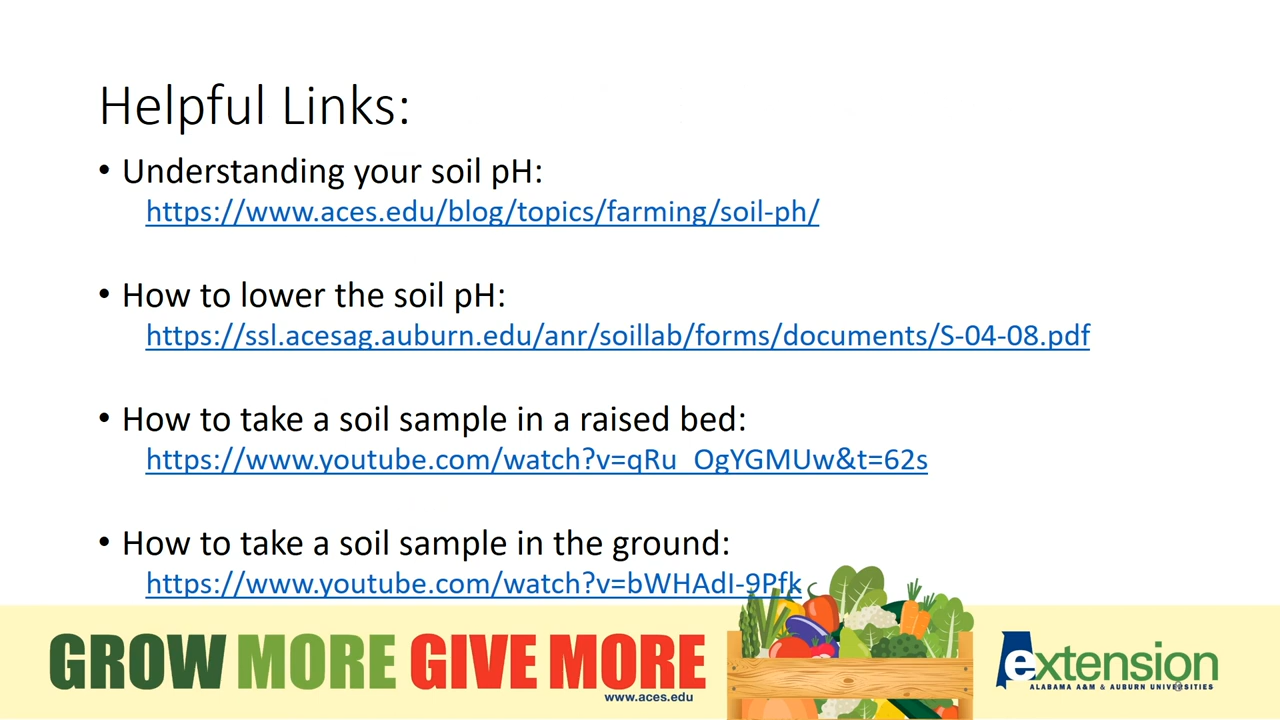 Helpful Links:
• Understanding your soil pH:
https://www.aces.edu/blog/topics/farming/soil-ph/
• How to lower the soil pH:
https://ssl.acesag.auburn.edu/anr/soillab/forms/documents/S-04-08.pdf
• How to take a soil sample in a raised bed:
https://www.youtube.com/watch?v=qRu_OgYGMUw&t=62s
• How to take a soil sample in the ground:
https://www.youtube.com/watch?v=bWHAdI-9Pfk
GROW MORE GIVE MORE
www.aces.edu
extension
ALABAMA A&M & AUBURN UNIVERSITIES